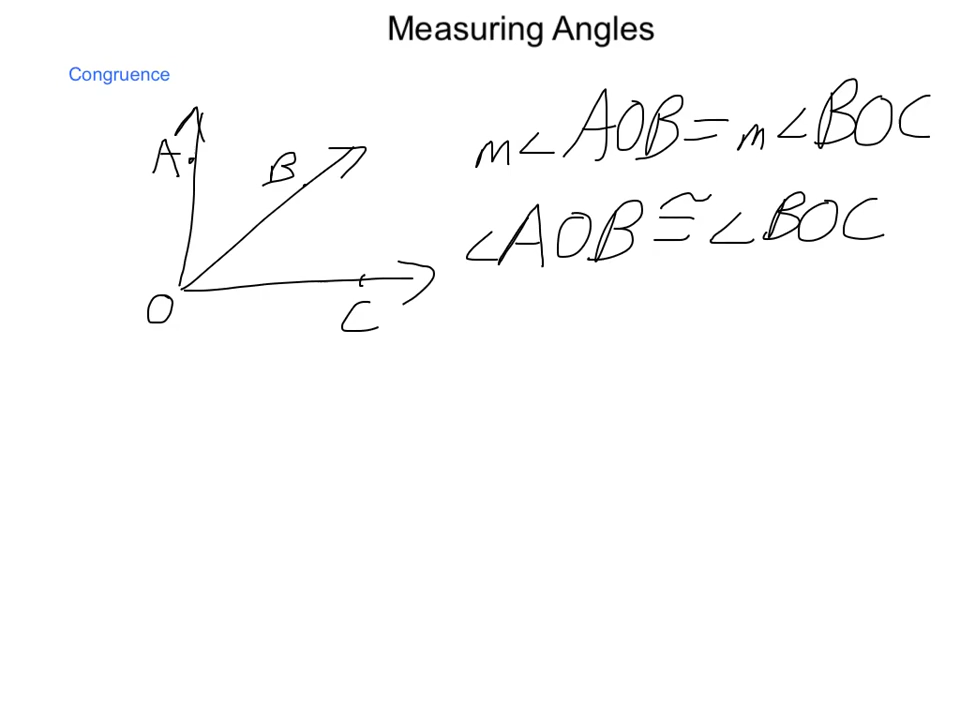 Measuring Angles
Congruence
m∠AOB = m∠BOC
A
B
∠AOB ≅ ∠BOC
O
C